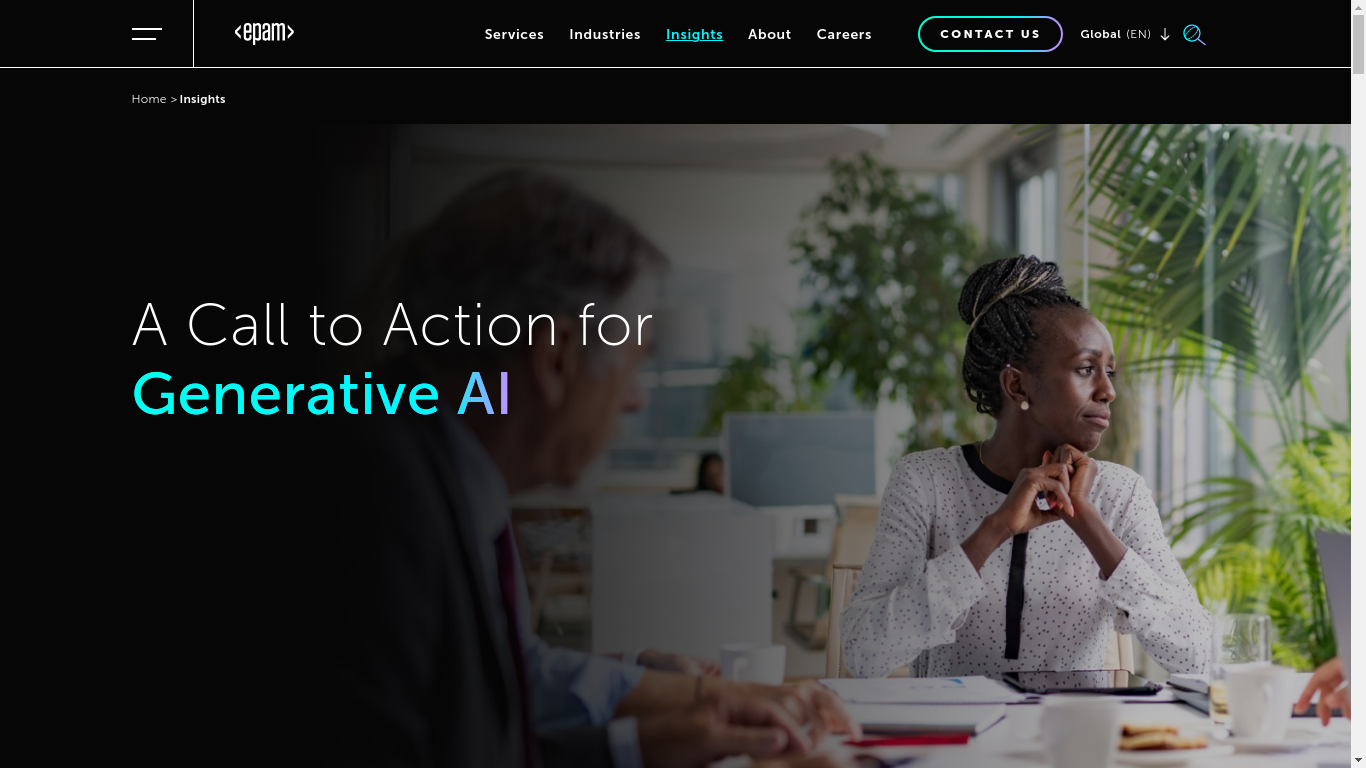 <epam>
Services
Industries
Insights
About
Careers
CONTACT US
Global (EN)
Home > Insights
A Call to Action for
Generative AI